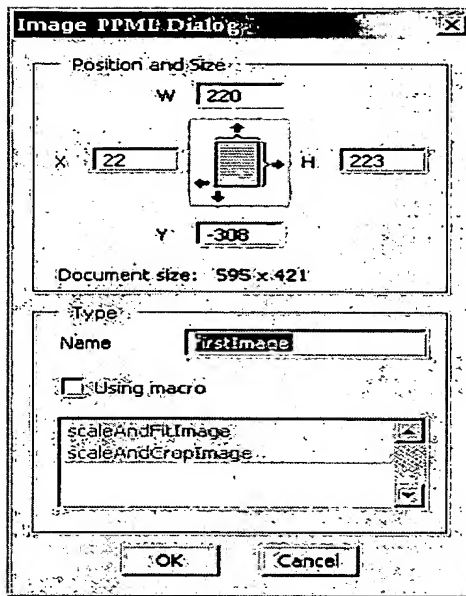 Image PPML Dialog
Position and Size
W 220
X 22 H 223
Y -308
Document size: 595 x 421
Type
Name firstImage
Using macro
scaleAndFitImage
scaleAndCropImage
OK Cancel